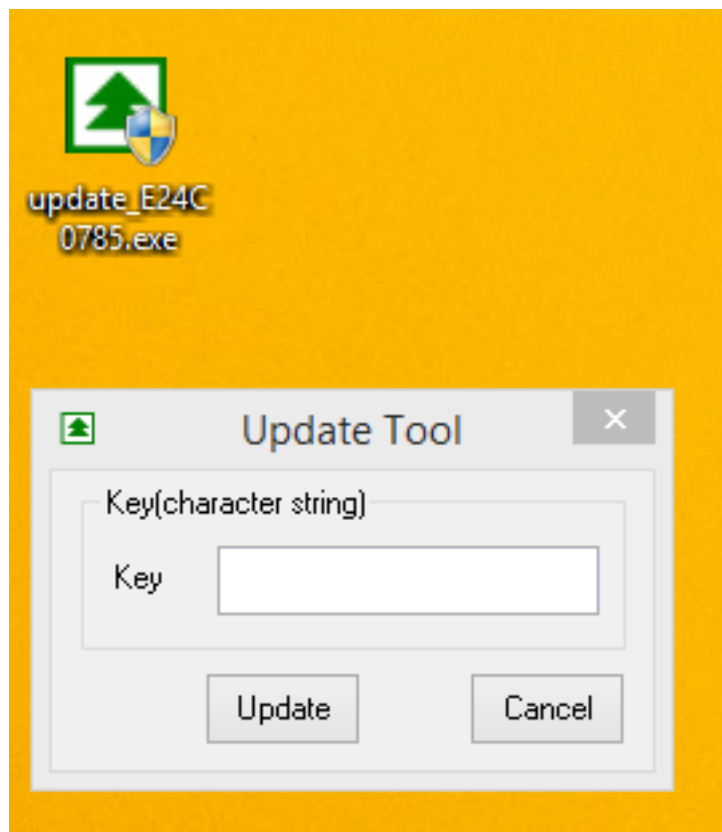 update_E24C
0785.exe
Update Tool
Key(character string)
Key
Update
Cancel